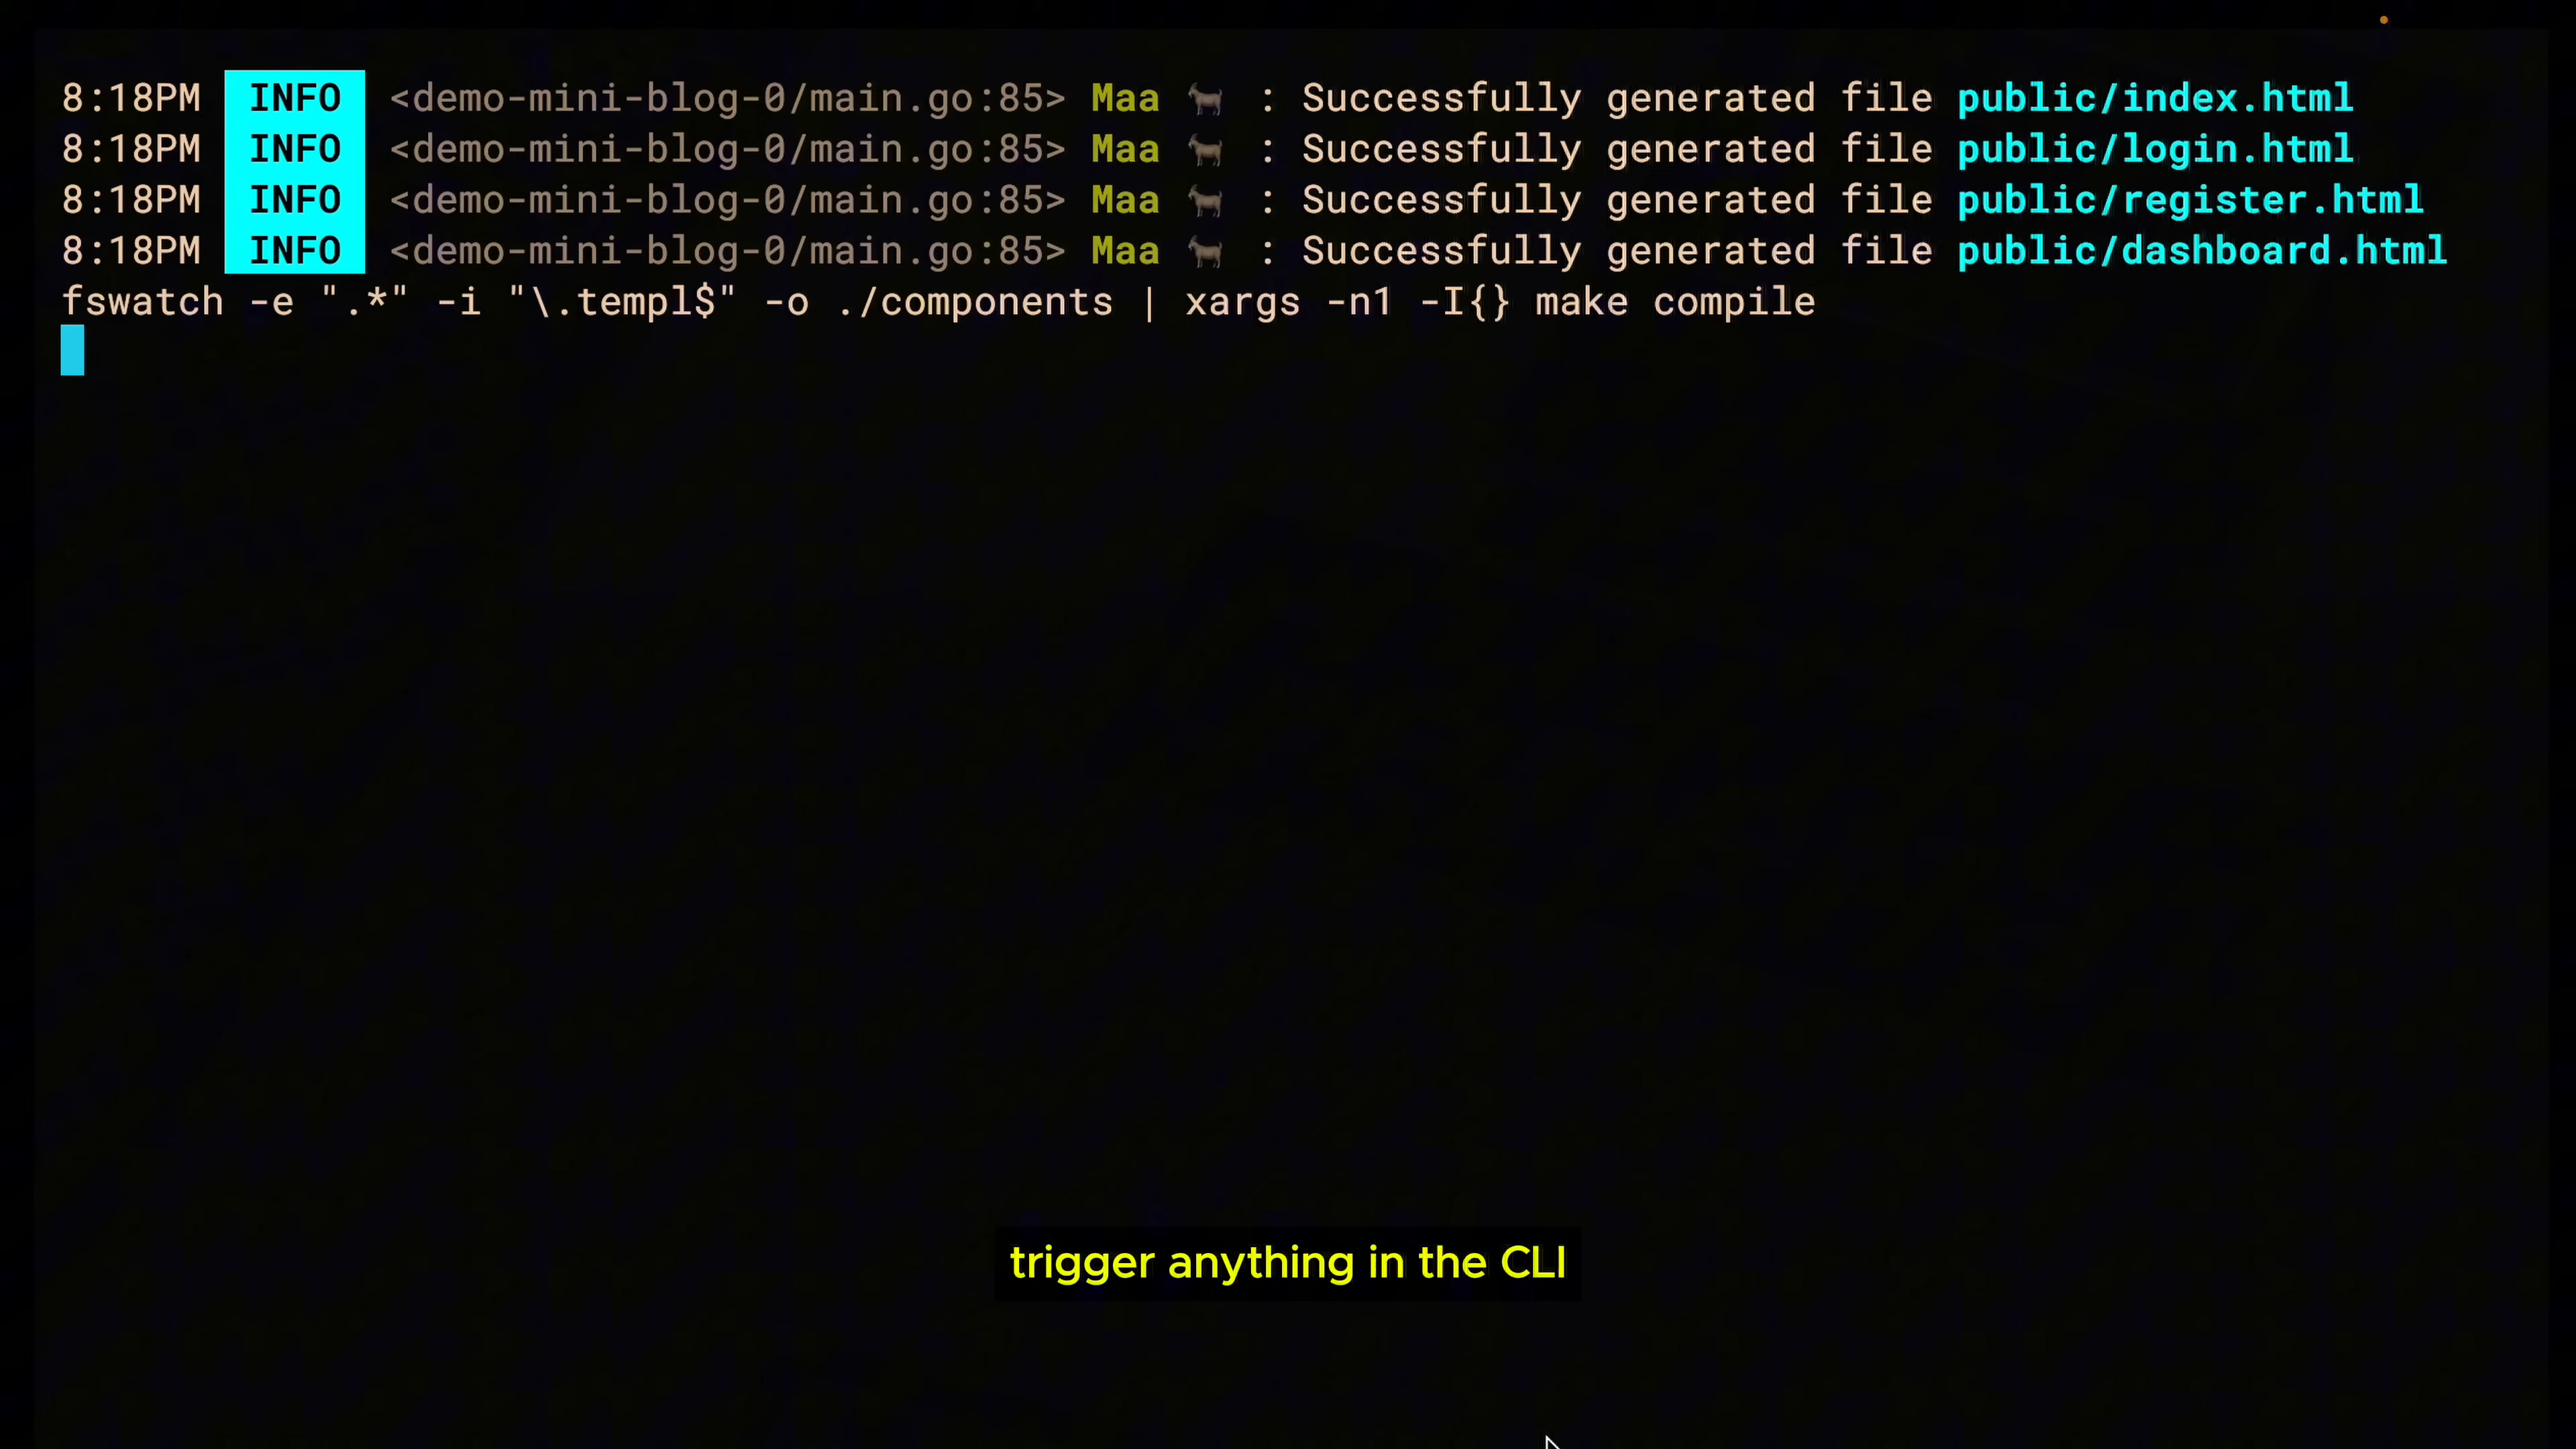 8:18PM INFO <demo-mini-blog-0/main.go:85> Maa 🐐 : Successfully generated file public/index.html
8:18PM INFO <demo-mini-blog-0/main.go:85> Maa 🐐 : Successfully generated file public/login.html
8:18PM INFO <demo-mini-blog-0/main.go:85> Maa 🐐 : Successfully generated file public/register.html
8:18PM INFO <demo-mini-blog-0/main.go:85> Maa 🐐 : Successfully generated file public/dashboard.html
fswatch -e ".*" -i "\.templ$" -o ./components | xargs -n1 -I{} make compile
trigger anything in the CLI